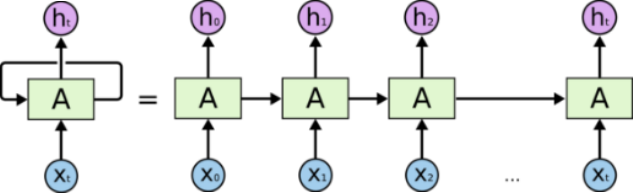 hₜ h₀ h₁ h₂ hₜ
A = A A A A
xₜ x₀ x₁ x₂ ... xₜ